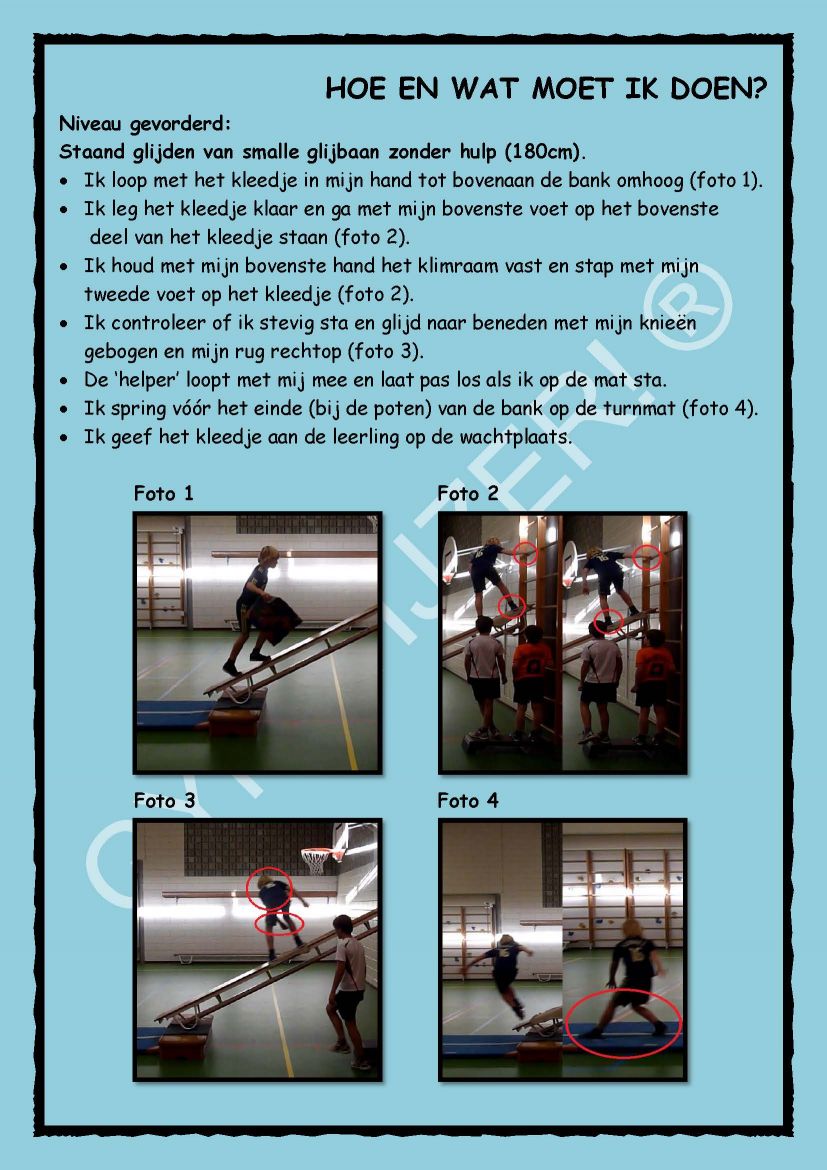 HOE EN WAT MOET IK DOEN?
Niveau gevorderd:
Staand glijden van smalle glijbaan zonder hulp (180cm).
• Ik loop met het kleedje in mijn hand tot bovenaan de bank omhoog (foto 1).
• Ik leg het kleedje klaar en ga met mijn bovenste voet op het bovenste
deel van het kleedje staan (foto 2).
• Ik houd met mijn bovenste hand het klimraam vast en stap met mijn
tweede voet op het kleedje (foto 2).
• Ik controleer of ik stevig sta en glijd naar beneden met mijn knieën
gebogen en mijn rug rechtop (foto 3).
• De ‘helper’ loopt met mij mee en laat pas los als ik op de mat sta.
• Ik spring vóór het einde (bij de poten) van de bank op de turnmat (foto 4).
• Ik geef het kleedje aan de leerling op de wachtplaats.
Foto 1
Foto 2
Foto 3
Foto 4
IJZER! ®